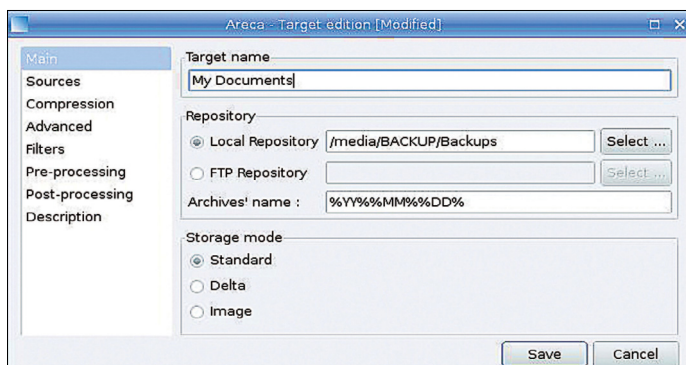 Areca - Target edition [Modified]
Main
Sources
Compression
Advanced
Filters
Pre-processing
Post-processing
Description
Target name
My Documents
Repository
Local Repository /media/BACKUP/Backups Select ...
FTP Repository Select ...
Archives' name : %YY%%MM%%DD%
Storage mode
Standard
Delta
Image
Save Cancel